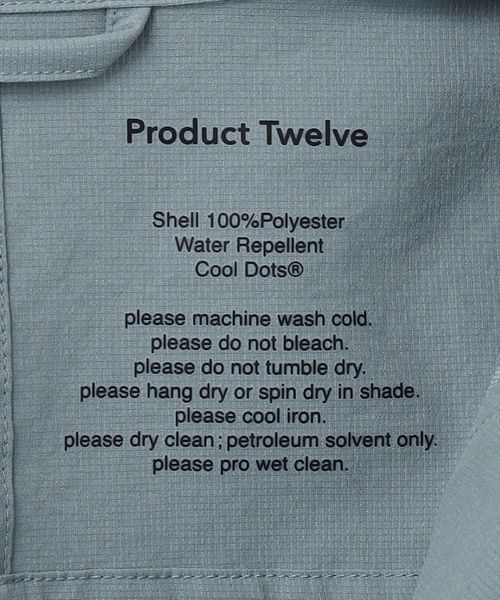 Product Twelve
Shell 100%Polyester
Water Repellent
Cool Dots®
please machine wash cold.
please do not bleach.
please do not tumble dry.
please hang dry or spin dry in shade.
please cool iron.
please dry clean ; petroleum solvent only.
please pro wet clean.